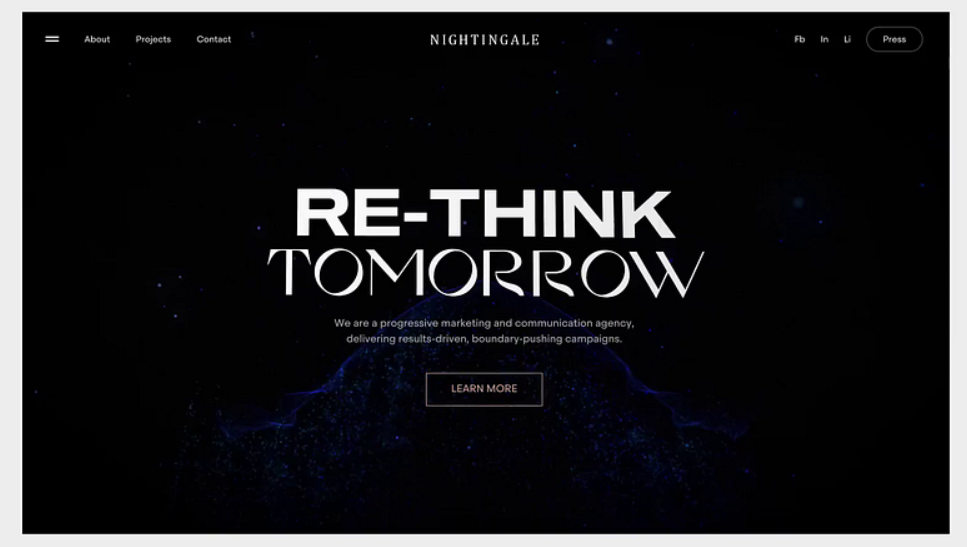 About Projects Contact NIGHTINGALE Fb In Li Press
RE-THINK
TOMORROW
We are a progressive marketing and communication agency,
delivering results-driven, boundary-pushing campaigns.
LEARN MORE